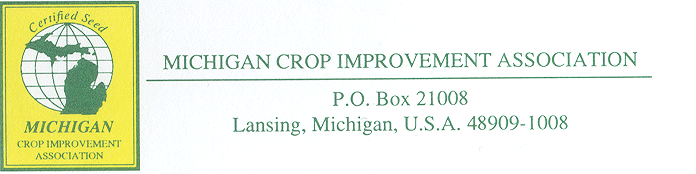 Certified Seed
MICHIGAN
CROP IMPROVEMENT
ASSOCIATION
MICHIGAN CROP IMPROVEMENT ASSOCIATION
P.O. Box 21008
Lansing, Michigan, U.S.A. 48909-1008